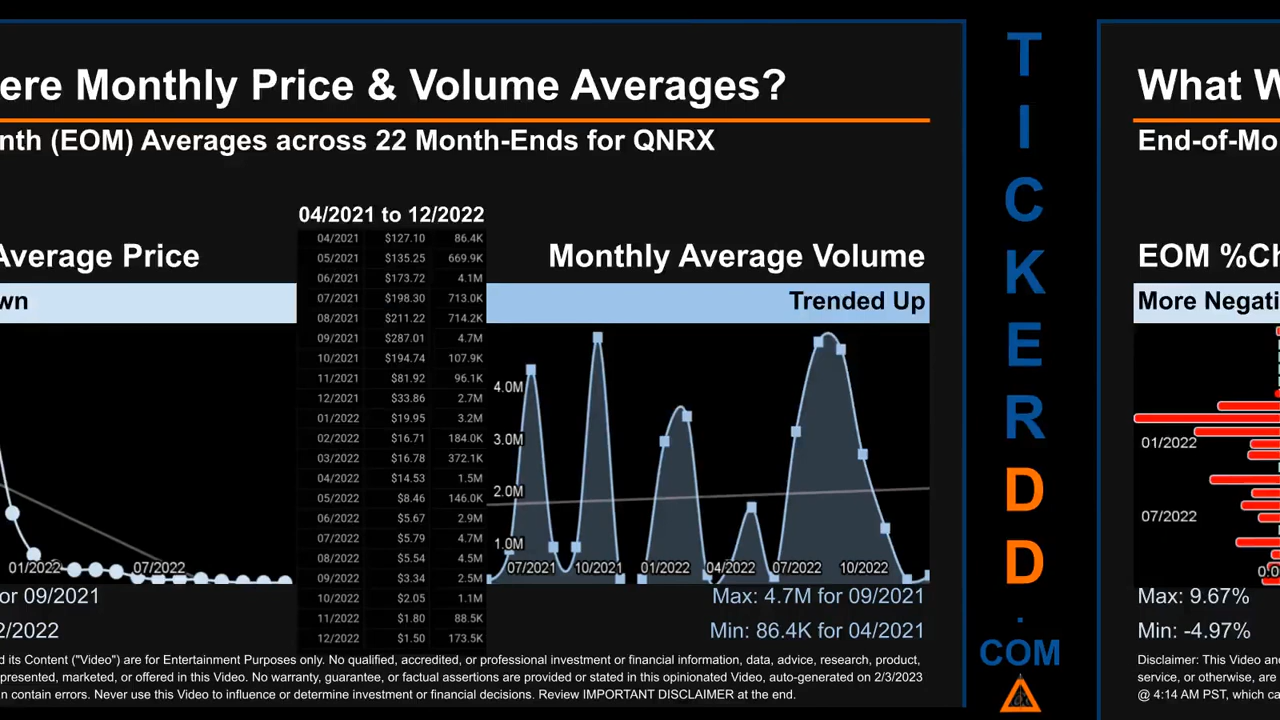 ere Monthly Price & Volume Averages?
nth (EOM) Averages across 22 Month-Ends for QNRX
04/2021 to 12/2022
Average Price
wn
04/2021 $127.10 86.4K
05/2021 $135.25 669.9K
06/2021 $173.72 4.1M
07/2021 $198.30 713.0K
08/2021 $211.22 714.2K
09/2021 $287.01 4.7M
10/2021 $194.74 107.9K
11/2021 $81.92 96.1K
12/2021 $33.86 2.7M
01/2022 $19.95 3.2M
02/2022 $16.71 184.0K
03/2022 $16.78 372.1K
04/2022 $14.53 1.5M
05/2022 $8.46 146.0K
06/2022 $5.67 2.9M
07/2022 $5.79 4.7M
08/2022 $5.54 4.5M
09/2022 $3.34 2.5M
10/2022 $2.05 1.1M
11/2022 $1.80 88.5K
12/2022 $1.50 173.5K
Monthly Average Volume
Trended Up
4.0M
3.0M
2.0M
1.0M
01/2022 07/2022
07/2021 10/2021 01/2022 04/2022 07/2022 10/2022
or 09/2021
2/2022
Max: 4.7M for 09/2021
Min: 86.4K for 04/2021
d its Content ("Video") are for Entertainment Purposes only. No qualified, accredited, or professional investment or financial information, data, advice, research, product,
presented, marketed, or offered in this Video. No warranty, guarantee, or factual assertions are provided or stated in this opinionated Video, auto-generated on 2/3/2023
n contain errors. Never use this Video to influence or determine investment or financial decisions. Review IMPORTANT DISCLAIMER at the end.
T
I
C
K
E
R
D
D
.
COM
What W
End-of-Mo
EOM %Ch
More Negati
01/2022
07/2022
0.0
Max: 9.67%
Min: -4.97%
Disclaimer: This Video an
service, or otherwise, are
@ 4:14 AM PST, which ca